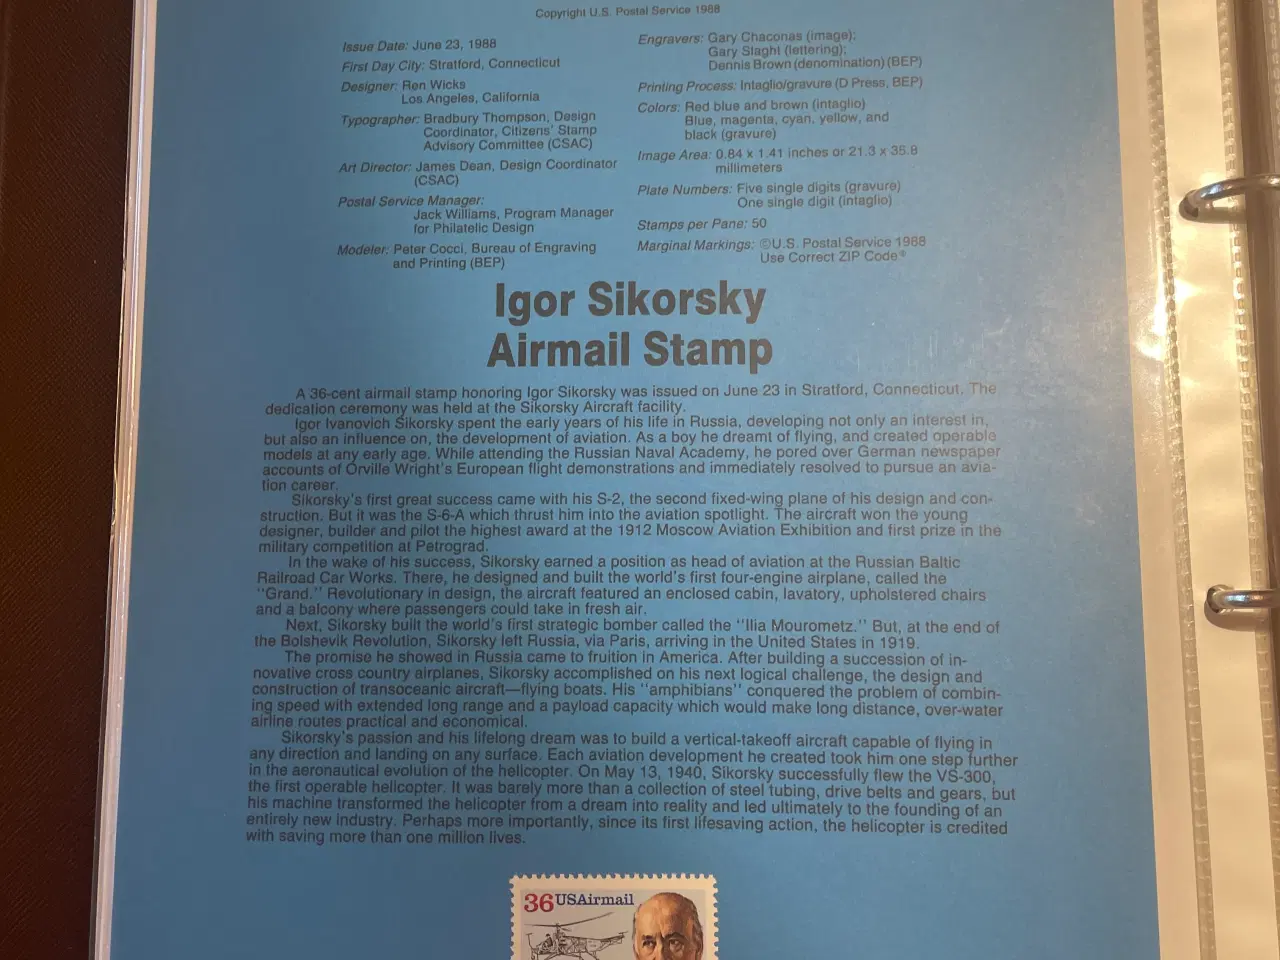 Copyright U.S. Postal Service 1988
Issue Date: June 23, 1988
First Day City: Stratford, Connecticut
Designer: Ren Wicks
Los Angeles, California
Typographer: Bradbury Thompson, Design
Coordinator, Citizens' Stamp
Advisory Committee (CSAC)
Art Director: James Dean, Design Coordinator
(CSAC)
Postal Service Manager:
Jack Williams, Program Manager
for Philatelic Design
Modeler: Peter Cocci, Bureau of Engraving
and Printing (BEP)
Engravers: Gary Chaconas (image);
Gary Slaght (lettering);
Dennis Brown (denomination) (BEP)
Printing Process: Intaglio/gravure (D Press, BEP)
Colors: Red blue and brown (intaglio)
Blue, magenta, cyan, yellow, and
black (gravure)
Image Area: 0.84 x 1.41 inches or 21.3 x 35.8
millimeters
Plate Numbers: Five single digits (gravure)
One single digit (intaglio)
Stamps per Pane: 50
Marginal Markings: ©U.S. Postal Service 1988
Use Correct ZIP Code®
Igor Sikorsky
Airmail Stamp
A 36-cent airmail stamp honoring Igor Sikorsky was issued on June 23 in Stratford, Connecticut. The
dedication ceremony was held at the Sikorsky Aircraft facility.
Igor Ivanovich Sikorsky spent the early years of his life in Russia, developing not only an interest in,
but also an influence on, the development of aviation. As a boy he dreamt of flying, and created operable
models at any early age. While attending the Russian Naval Academy, he pored over German newspaper
accounts of Orville Wright's European flight demonstrations and immediately resolved to pursue an avia-
tion career.
Sikorsky's first great success came with his S-2, the second fixed-wing plane of his design and con-
struction. But it was the S-6-A which thrust him into the aviation spotlight. The aircraft won the young
designer, builder and pilot the highest award at the 1912 Moscow Aviation Exhibition and first prize in the
military competition at Petrograd.
In the wake of his success, Sikorsky earned a position as head of aviation at the Russian Baltic
Railroad Car Works. There, he designed and built the world's first four-engine airplane, called the
"Grand." Revolutionary in design, the aircraft featured an enclosed cabin, lavatory, upholstered chairs
and a balcony where passengers could take in fresh air.
Next, Sikorsky built the world's first strategic bomber called the "Ilia Mourometz." But, at the end of
the Bolshevik Revolution, Sikorsky left Russia, via Paris, arriving in the United States in 1919.
The promise he showed in Russia came to fruition in America. After building a succession of in-
novative cross country airplanes, Sikorsky accomplished on his next logical challenge, the design and
construction of transoceanic aircraft—flying boats. His "amphibians" conquered the problem of combin-
ing speed with extended long range and a payload capacity which would make long distance, over-water
airline routes practical and economical.
Sikorsky's passion and his lifelong dream was to build a vertical-takeoff aircraft capable of flying in
any direction and landing on any surface. Each aviation development he created took him one step further
in the aeronautical evolution of the helicopter. On May 13, 1940, Sikorsky successfully flew the VS-300,
the first operable helicopter. It was barely more than a collection of steel tubing, drive belts and gears, but
his machine transformed the helicopter from a dream into reality and led ultimately to the founding of an
entirely new industry. Perhaps more importantly, since its first lifesaving action, the helicopter is credited
with saving more than one million lives.
36 USAirmail